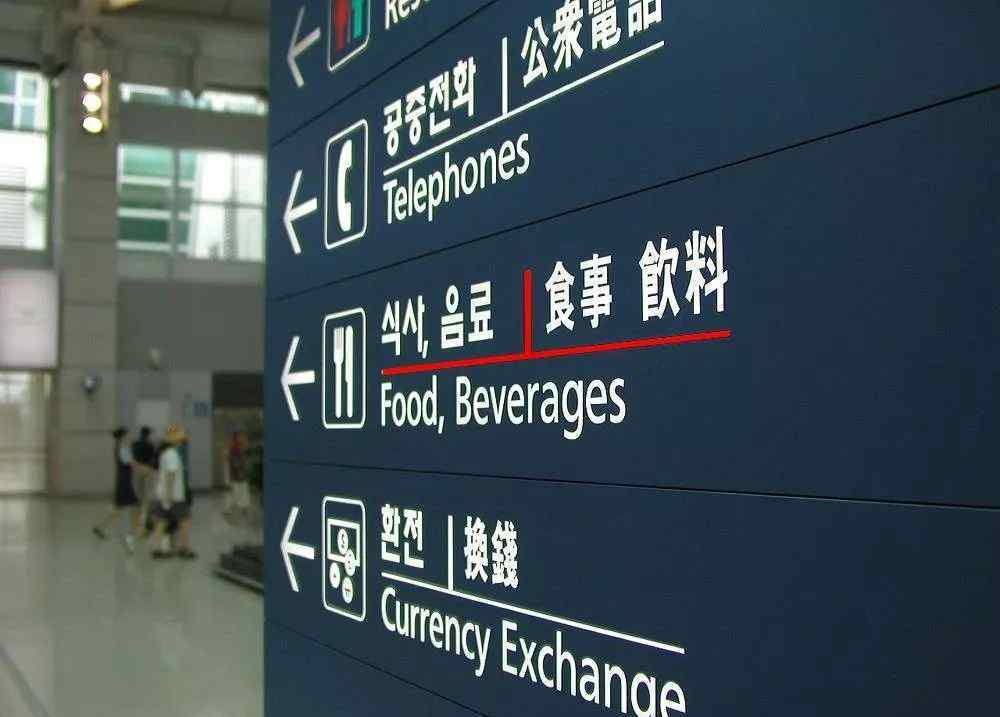 공중전화 | 公衆電話
Telephones
식사, 음료 | 食事 飮料
Food, Beverages
환전 | 換錢
Currency Exchange